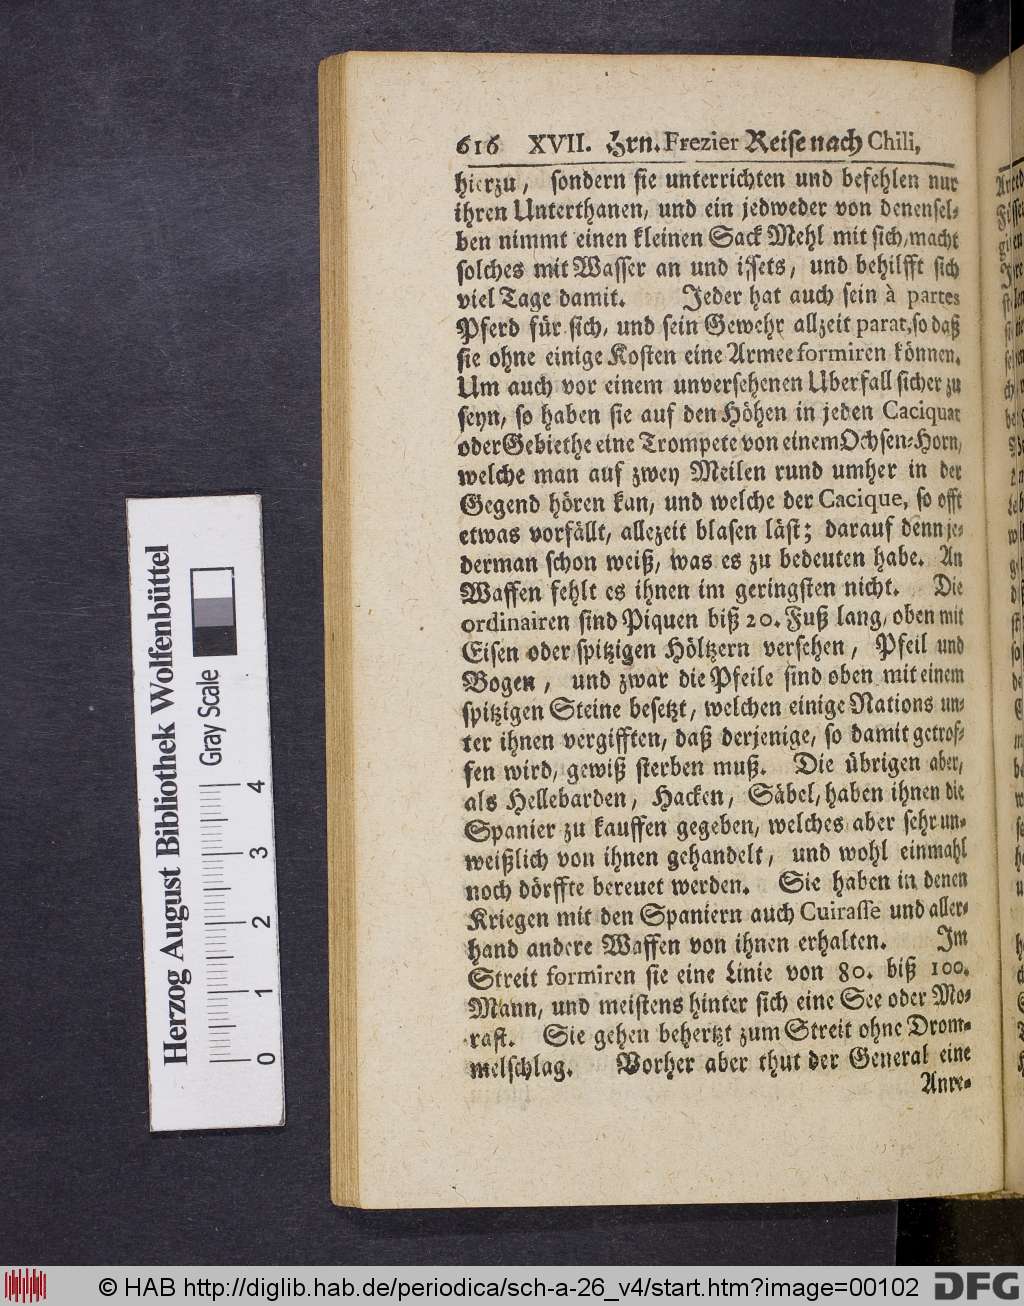 616 XVII. Hrn. Frezier Reise nach Chili,
hierzu, sondern sie unterrichten und befehlen nur
ihren Unterthanen, und ein jedweder von denensel-
ben nimmt einen kleinen Sack Mehl mit sich, macht
solches mit Wasser an und issets, und behilfft sich
viel Tage damit. Jeder hat auch sein à partes
Pferd für sich, und sein Gewehr allzeit parat, so daß
sie ohne einige Kosten eine Armee formiren können.
Um auch vor einem unversehenen Uberfall sicher zu
seyn, so haben sie auf den Höhen in jeden Caciquat
oder Gebiethe eine Trompete von einem Ochsen-Horn,
welche man auf zwey Meilen rund umher in der
Gegend hören kan, und welche der Cacique, so offt
etwas vorfällt, allezeit blasen läst; darauf denn je-
derman schon weiß, was es zu bedeuten habe. An
Waffen fehlt es ihnen im geringsten nicht. Die
ordinairen sind Piquen biß 20. Fuß lang, oben mit
Eisen oder spitzigen Höltzern versehen, Pfeil und
Bogen, und zwar die Pfeile sind oben mit einem
spitzigen Steine besetzt, welchen einige Nations un-
ter ihnen vergifften, daß derjenige, so damit getrof-
fen wird, gewiß sterben muß. Die übrigen aber,
als Hellebarden, Hacken, Säbel, haben ihnen die
Spanier zu kauffen gegeben, welches aber sehr un-
weißlich von ihnen gehandelt, und wohl einmahl
noch dörffte bereuet werden. Sie haben in denen
Kriegen mit den Spaniern auch Cuirasse und aller-
hand andere Waffen von ihnen erhalten. Im
Streit formiren sie eine Linie von 80. biß 100.
Mann, und meistens hinter sich eine See oder Mo-
rast. Sie gehen behertzt zum Streit ohne Drom-
melschlag. Vorher aber thut der General eine
Anre-
Herzog August Bibliothek Wolfenbüttel
Gray Scale
0 1 2 3 4
© HAB http://diglib.hab.de/periodica/sch-a-26_v4/start.htm?image=00102
DFG